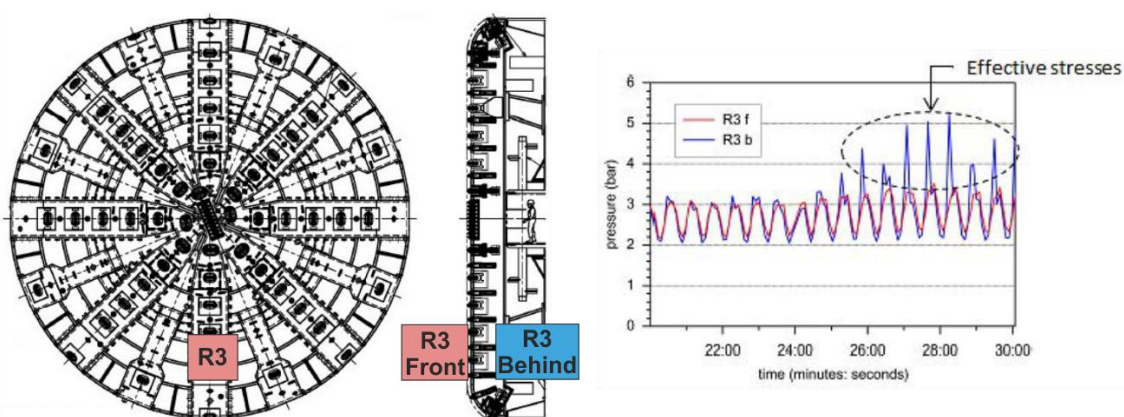 R3
R3
Front
R3
Behind
Effective stresses
R3 f
R3 b
pressure (bar)
6
5
4
3
2
1
0
22:00 24:00 26:00 28:00 30:00
time (minutes: seconds)